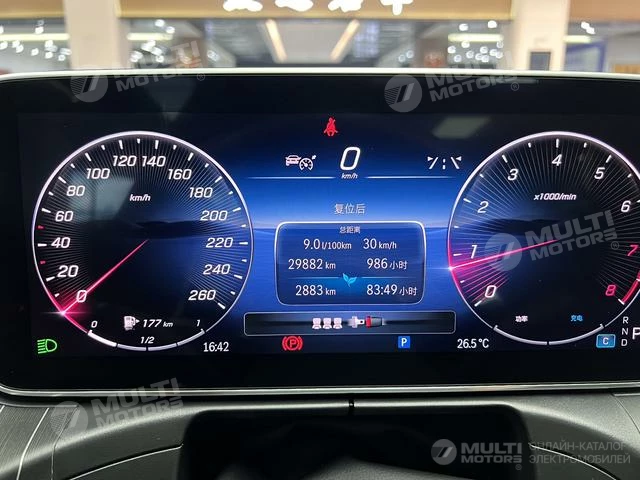 MULTI MOTORS®
MULTI MOTORS®
120 140
100 160
80 180
60 200
40 220
20 240
0 260
km/h
0
km/h
复位后
总距离
9.0 l/100km 30 km/h
29882 km 986 小时
2883 km 83:49 小时
x1000/min
0 1 2 3 4 5 6 7 8
177 km
0 1/2 1
16:42
P
P
26.5 °C
功率 充电
C
R
N
D
P
MULTI MOTORS®
MULTI MOTORS®
MULTI MOTORS®
ОНЛАЙН-КАТАЛОГ
ЭЛЕКТРОМОБИЛЕЙ